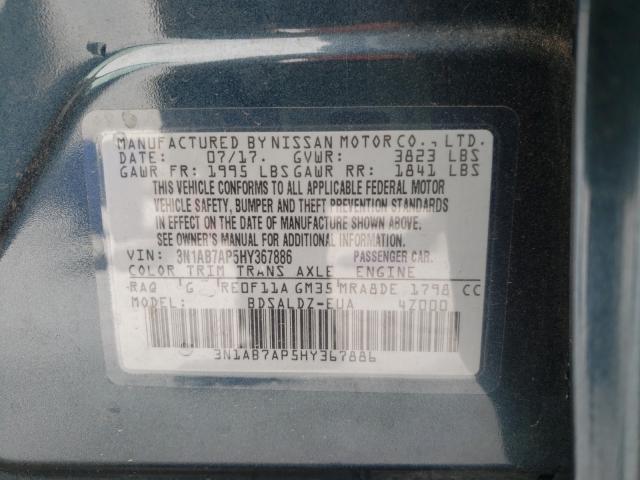 MANUFACTURED BY NISSAN MOTOR CO., LTD.
DATE: 07/17. GVWR: 3823 LBS
GAWR FR: 1995 LBS GAWR RR: 1841 LBS
THIS VEHICLE CONFORMS TO ALL APPLICABLE FEDERAL MOTOR
VEHICLE SAFETY, BUMPER AND THEFT PREVENTION STANDARDS
IN EFFECT ON THE DATE OF MANUFACTURE SHOWN ABOVE.
SEE OWNER'S MANUAL FOR ADDITIONAL INFORMATION.
VIN: 3N1AB7AP5HY367886 PASSENGER CAR.
COLOR TRIM TRANS AXLE ENGINE
RAQ G RE0F11A GM35 MRA8DE 1798 CC
MODEL: BDSALDZ-EUA 47000
3N1AB7AP5HY367886